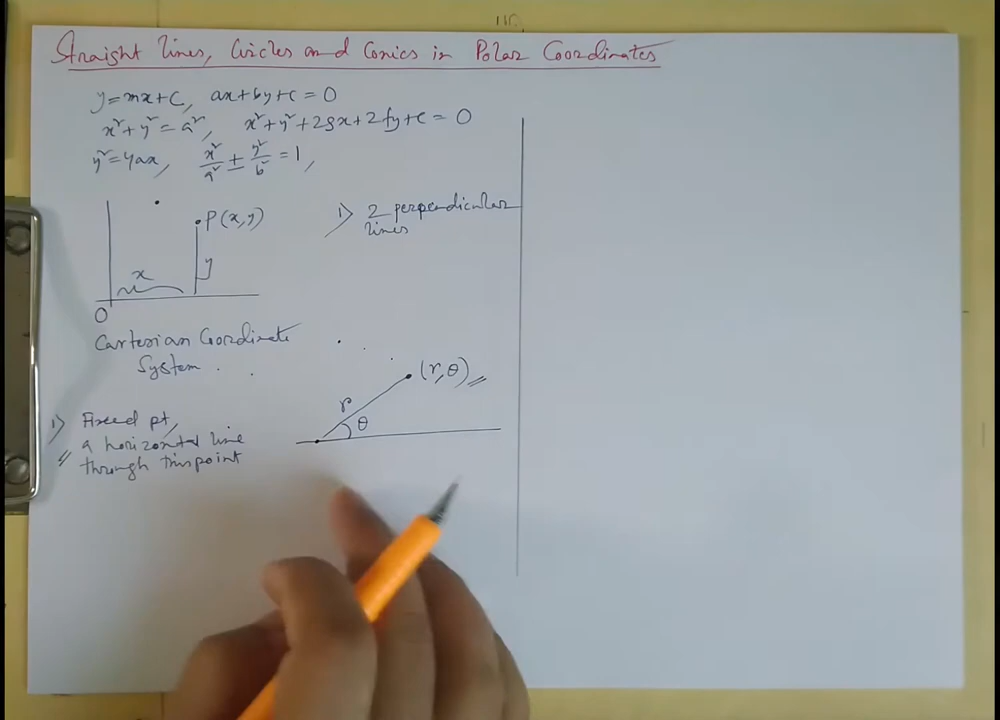 Straight lines, Circles and Conics in Polar Coordinates
y=mx+c, ax+by+c=0
x²+y²=a², x²+y²+2gx+2fy+c=0
y²=4ax, x²/a² ± y²/b² =1,
P(x,y)
y
x
O
1) 2 perpendicular
lines
Cartesian Coordinate
System.
(r,θ)
r
θ
1) Fixed pt,
a horizontal line
through this point